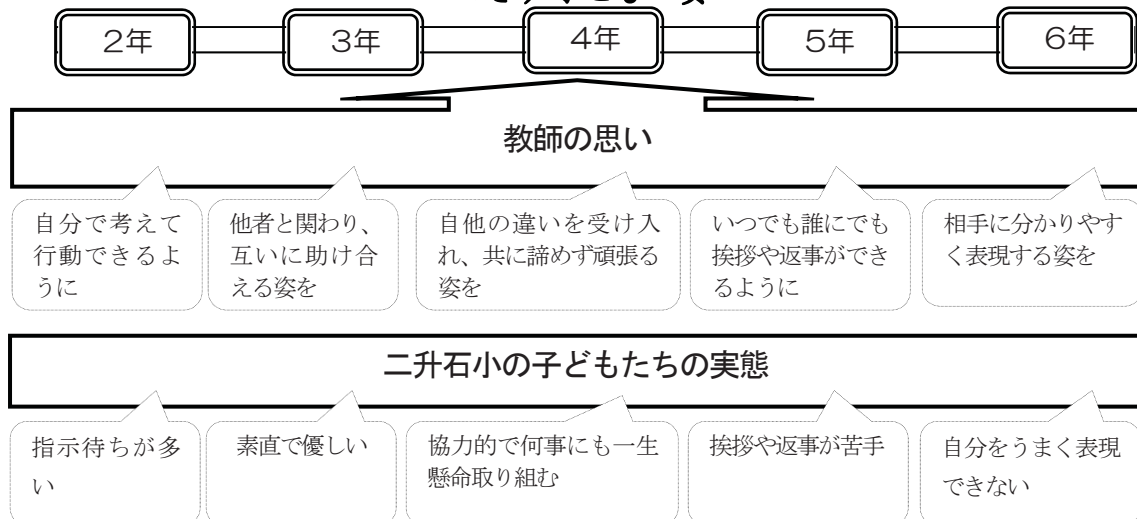 2年
3年
4年
5年
6年
教師の思い
自分で考えて
行動できるよ
うに
他者と関わり、
互いに助け合
える姿を
自他の違いを受け入
れ、共に諦めず頑張る
姿を
いつでも誰にでも
挨拶や返事ができ
るように
相手に分かりやす
く表現する姿を
二升石小の子どもたちの実態
指示待ちが多
い
素直で優しい
協力的で何事にも一生
懸命取り組む
挨拶や返事が苦手
自分をうまく表現
できない